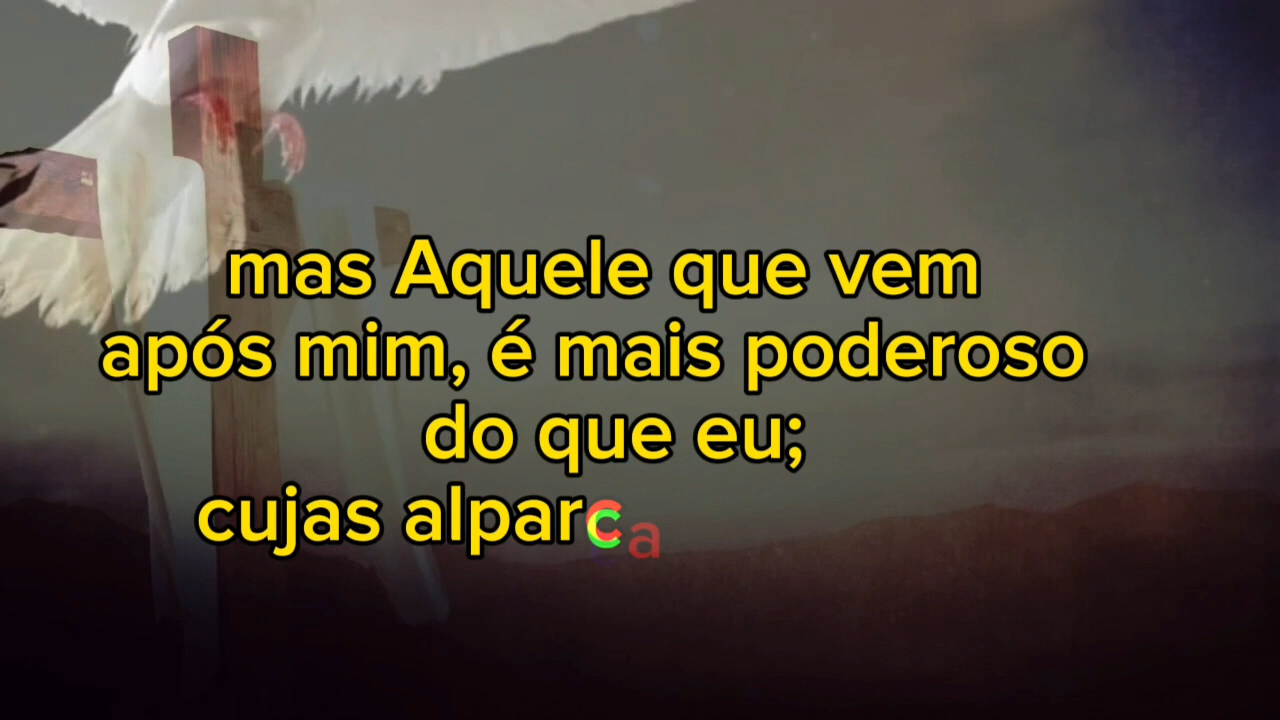 mas Aquele que vem
após mim, é mais poderoso
do que eu;
cujas alparca